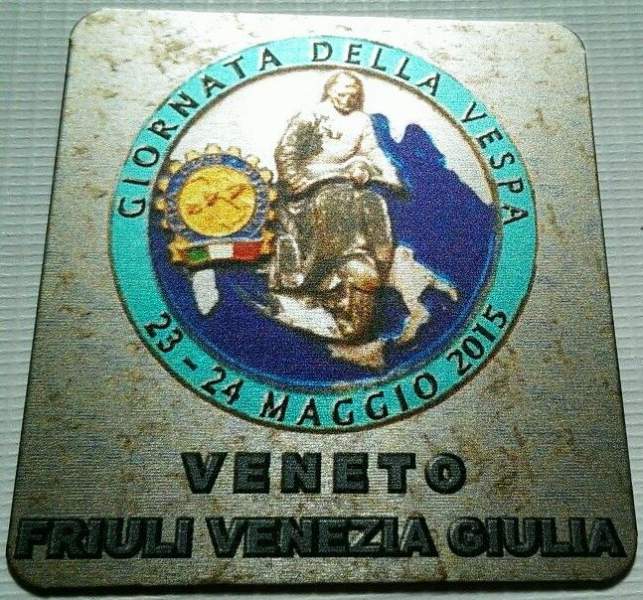 GIORNATA DELLA VESPA
23 - 24 MAGGIO 2015
VENETO
FRIULI VENEZIA GIULIA